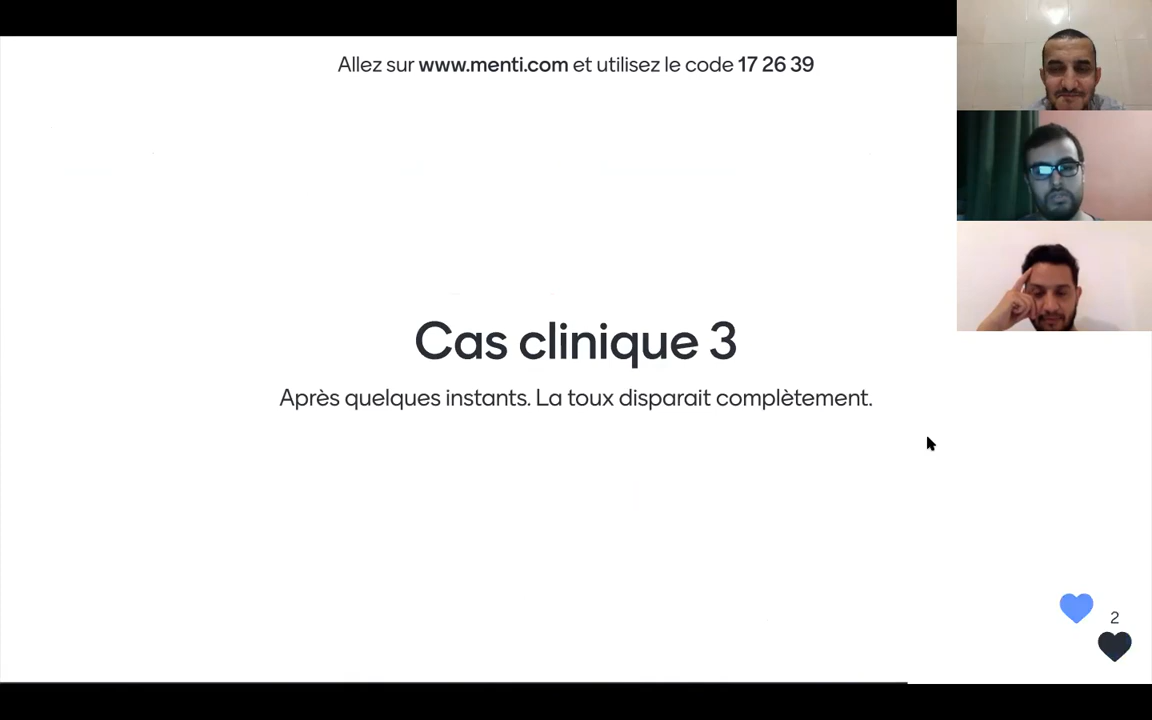 Allez sur www.menti.com et utilisez le code 17 26 39
Cas clinique 3
Après quelques instants. La toux disparait complètement.
2